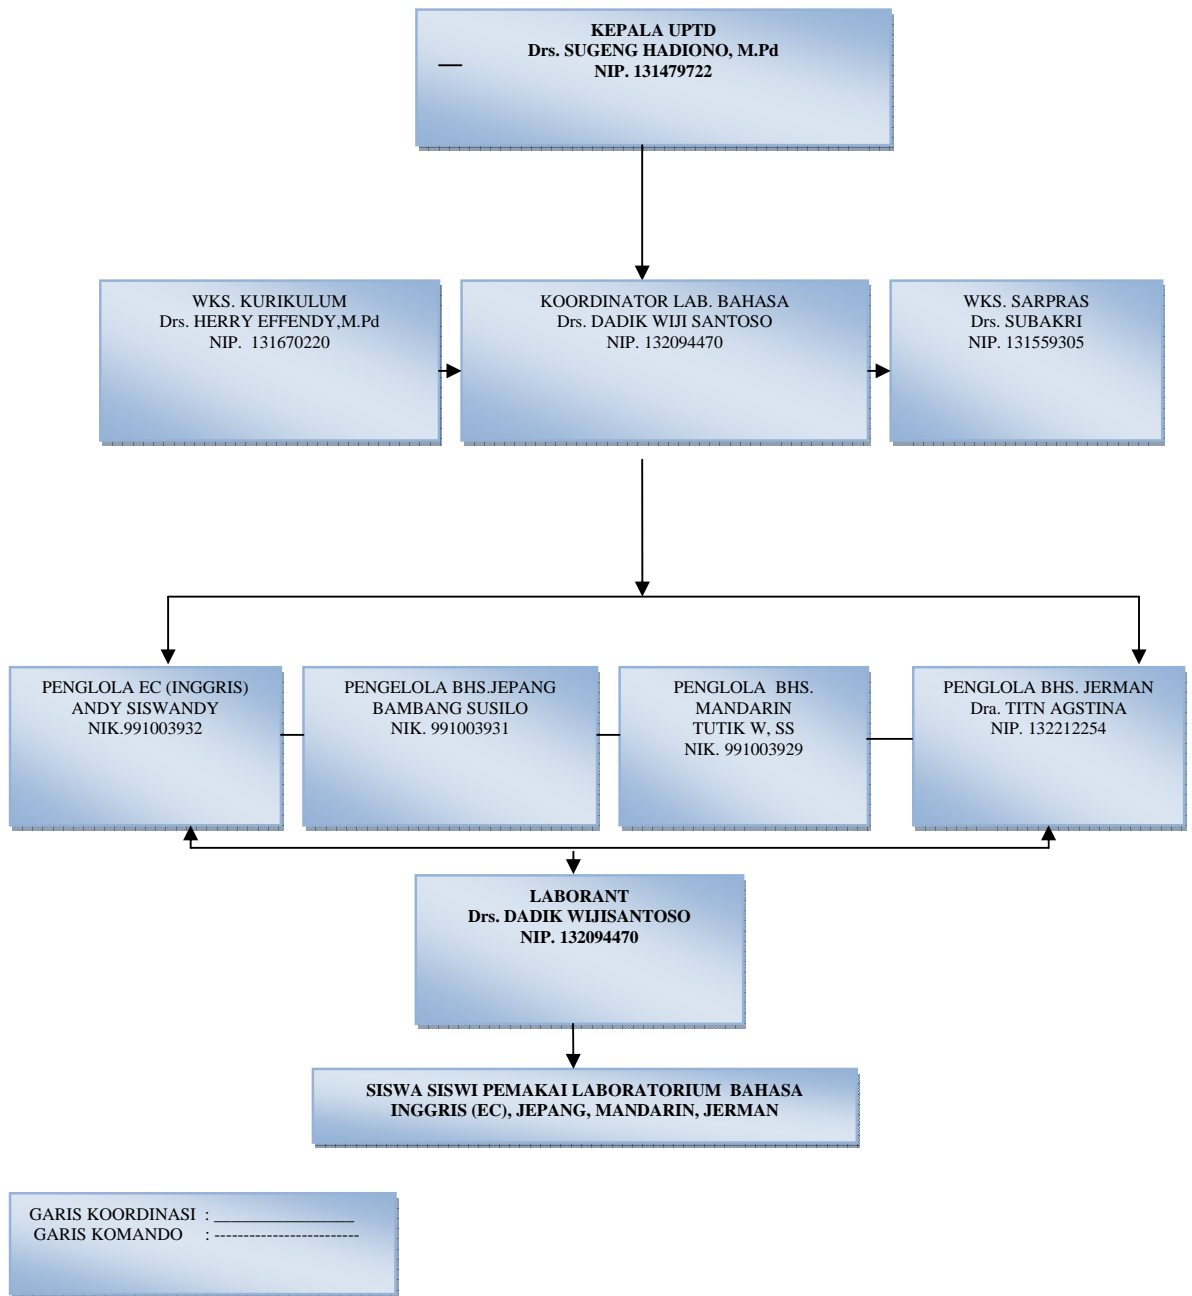 KEPALA UPTD
Drs. SUGENG HADIONO, M.Pd
NIP. 131479722
WKS. KURIKULUM
Drs. HERRY EFFENDY,M.Pd
NIP.  131670220
KOORDINATOR LAB. BAHASA
Drs. DADIK WIJI SANTOSO
NIP. 132094470
WKS. SARPRAS
Drs. SUBAKRI
NIP. 131559305
PENGLOLA EC (INGGRIS)
ANDY SISWANDY
NIK.991003932
PENGELOLA BHS.JEPANG
BAMBANG SUSILO
NIK. 991003931
PENGLOLA  BHS.
MANDARIN
TUTIK W, SS
NIK. 991003929
PENGLOLA BHS. JERMAN
Dra. TITN AGSTINA
NIP. 132212254
LABORANT
Drs. DADIK WIJISANTOSO
NIP. 132094470
SISWA SISWI PEMAKAI LABORATORIUM  BAHASA
INGGRIS (EC), JEPANG, MANDARIN, JERMAN
GARIS KOORDINASI  : _________________
GARIS KOMANDO     : -------------------------